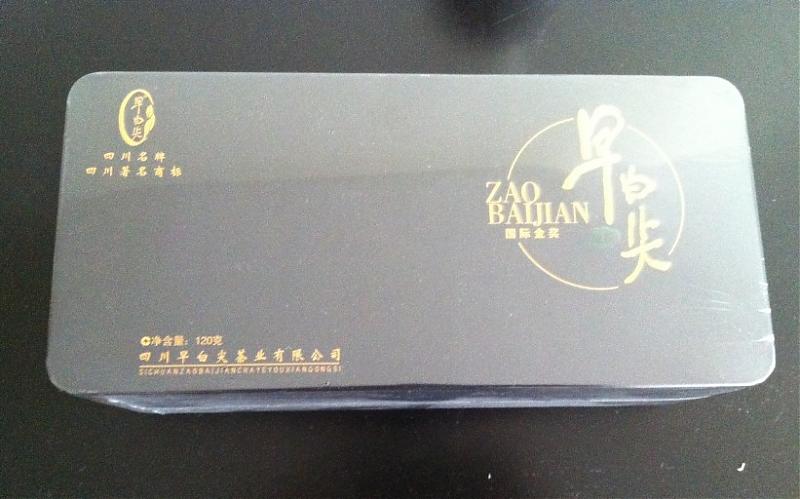 早白尖
四川名牌
四川著名商标
早白尖
ZAO
BAIJIAN
国际金奖
C净含量：120克
四川早白尖茶业有限公司
SICHUANZAOBAIJIANCHAYEYOUXIANGONGSI